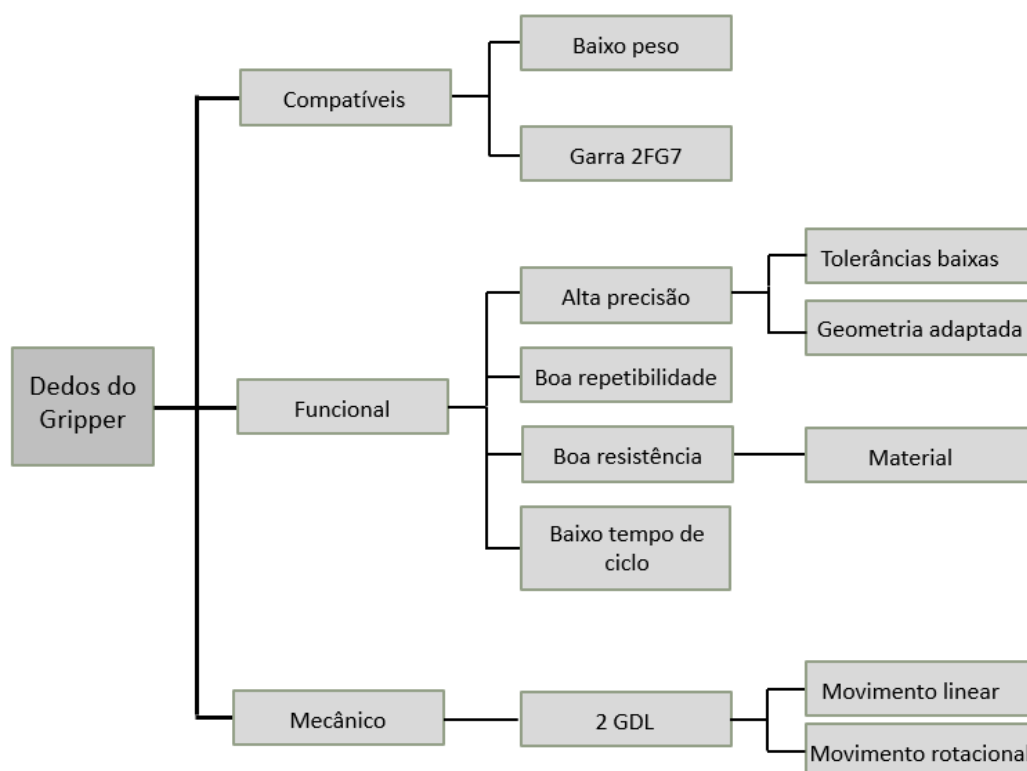 Baixo peso
Compatíveis
Garra 2FG7
Tolerâncias baixas
Alta precisão
Geometria adaptada
Boa repetibilidade
Dedos do
Gripper
Funcional
Boa resistência
Material
Baixo tempo de
ciclo
Movimento linear
Mecânico
2 GDL
Movimento rotacional